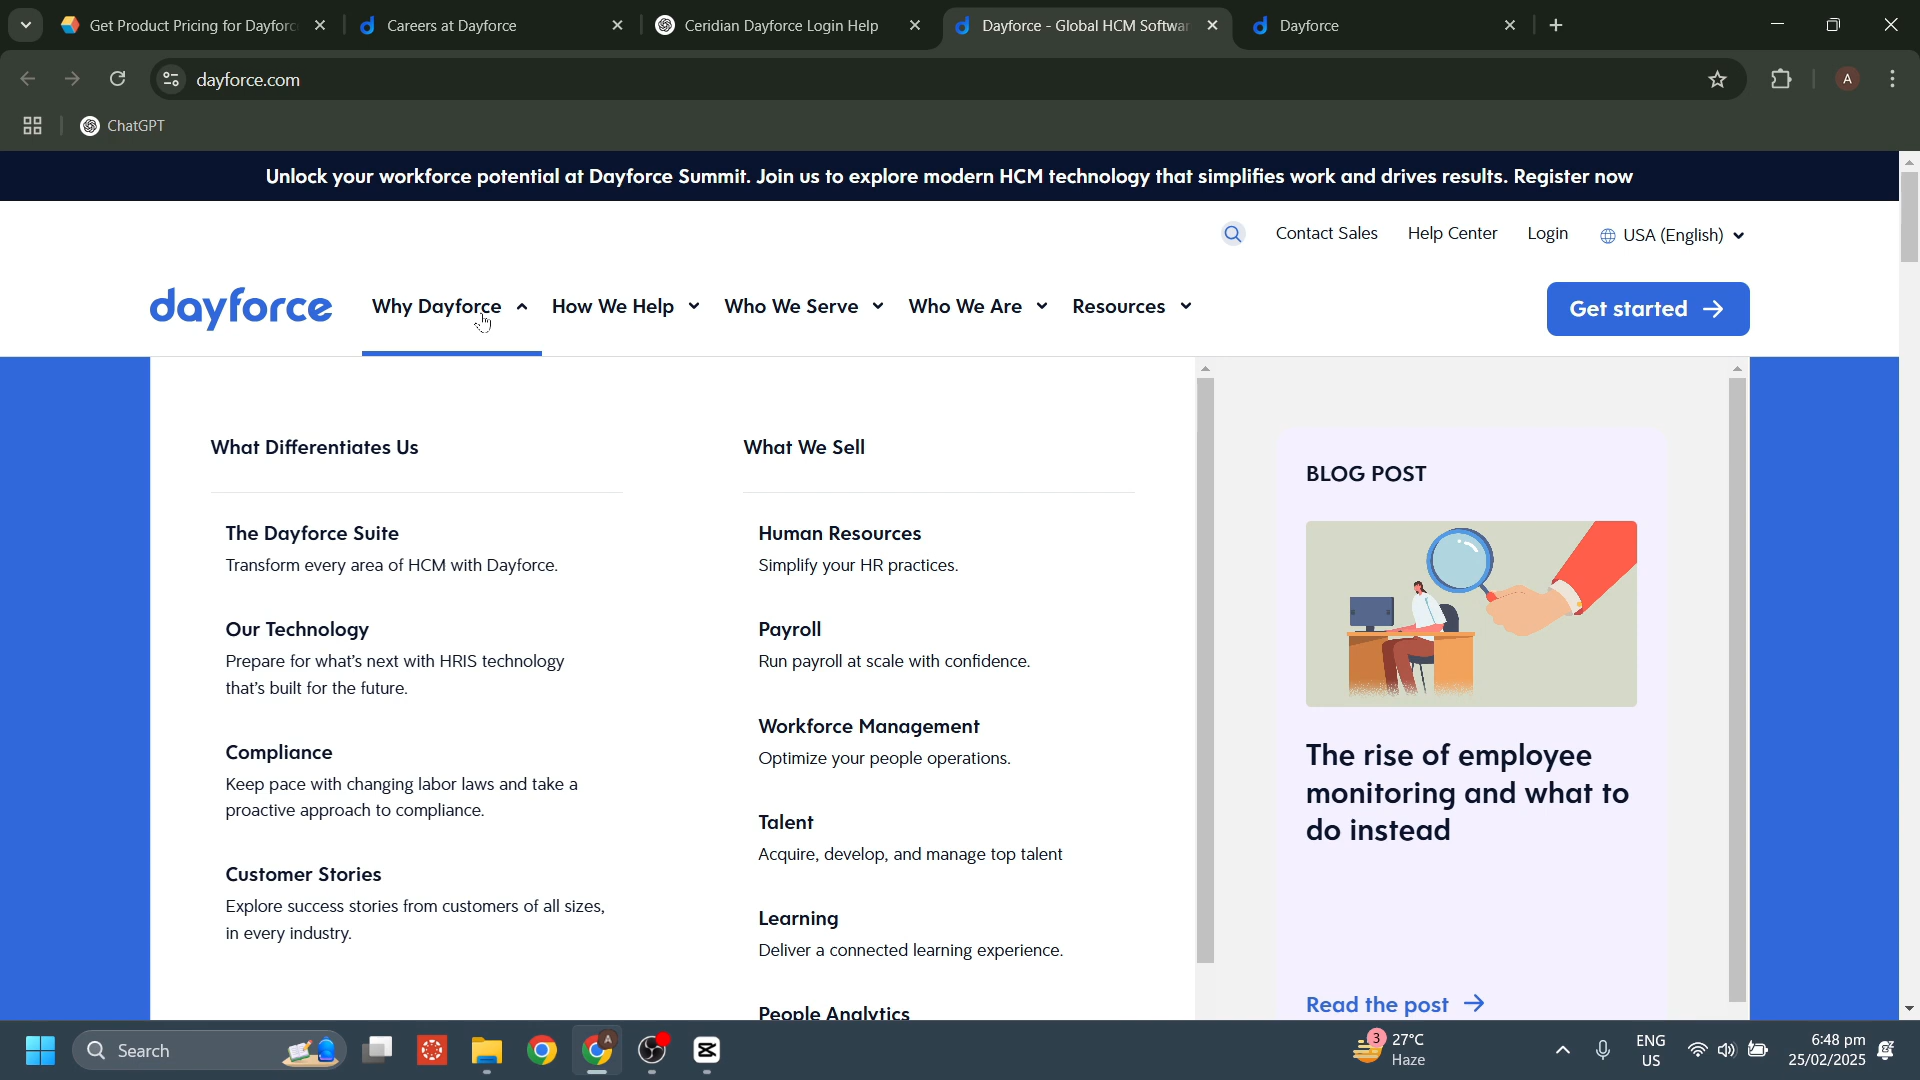 Get Product Pricing for Dayforc
Careers at Dayforce
Ceridian Dayforce Login Help
Dayforce - Global HCM Softwar
Dayforce
dayforce.com
A
ChatGPT
Unlock your workforce potential at Dayforce Summit. Join us to explore modern HCM technology that simplifies work and drives results. Register now
Contact Sales
Help Center
Login
USA (English)
dayforce
Why Dayforce
How We Help
Who We Serve
Who We Are
Resources
Get started
What Differentiates Us
The Dayforce Suite
Transform every area of HCM with Dayforce.
Our Technology
Prepare for what's next with HRIS technology
that's built for the future.
Compliance
Keep pace with changing labor laws and take a
proactive approach to compliance.
Customer Stories
Explore success stories from customers of all sizes,
in every industry.
What We Sell
Human Resources
Simplify your HR practices.
Payroll
Run payroll at scale with confidence.
Workforce Management
Optimize your people operations.
Talent
Acquire, develop, and manage top talent
Learning
Deliver a connected learning experience.
People Analytics
BLOG POST
The rise of employee
monitoring and what to
do instead
Read the post
Search
A
3
27°C
Haze
ENG
US
6:48 pm
25/02/2025